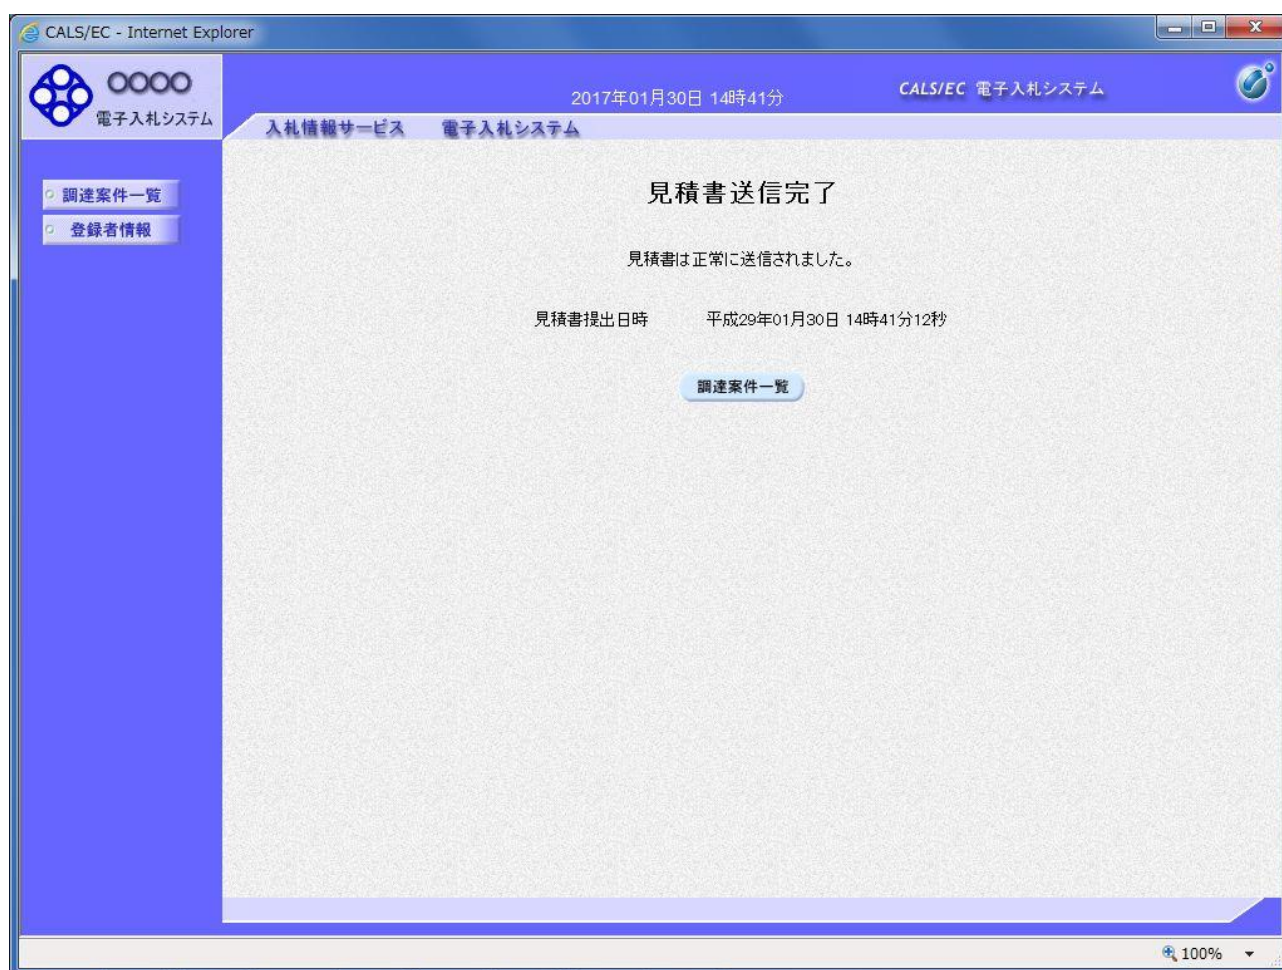 CALS/EC - Internet Explorer
〇〇〇〇
電子入札システム
2017年01月30日 14時41分
CALS/EC 電子入札システム
入札情報サービス 電子入札システム
調達案件一覧
登録者情報
見積書送信完了
見積書は正常に送信されました。
見積書提出日時 平成29年01月30日 14時41分12秒
調達案件一覧
100%